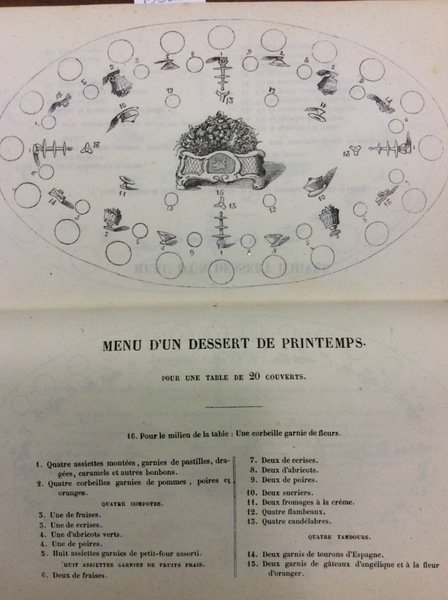 MENU D'UN DESSERT DE PRINTEMPS.
POUR UNE TABLE DE 20 COUVERTS.
16. Pour le milieu de la table : Une corbeille garnie de fleurs.
1. Quatre assiettes montées, garnies de pastilles, dra-
gées, caramels et autres bonbons.
2. Quatre corbeilles garnies de pommes, poires et
oranges.
QUATRE COMPOTES.
3. Une de fraises.
3. Une de cerises.
4. Une d'abricots verts.
4. Une de poires.
5. Huit assiettes garnies de petit-four assorti.
HUIT ASSIETTES GARNIES DE FRUITS FRAIS.
6. Deux de fraises.
7. Deux de cerises.
8. Deux d'abricots.
9. Deux de poires.
10. Deux sucriers.
11. Deux fromages à la crème.
12. Quatre flambeaux.
13. Quatre candélabres.
QUATRE TAMBOURS.
14. Deux garnis de tourons d'Espagne.
15. Deux garnis de gâteaux d'angélique et à la fleur
d'oranger.